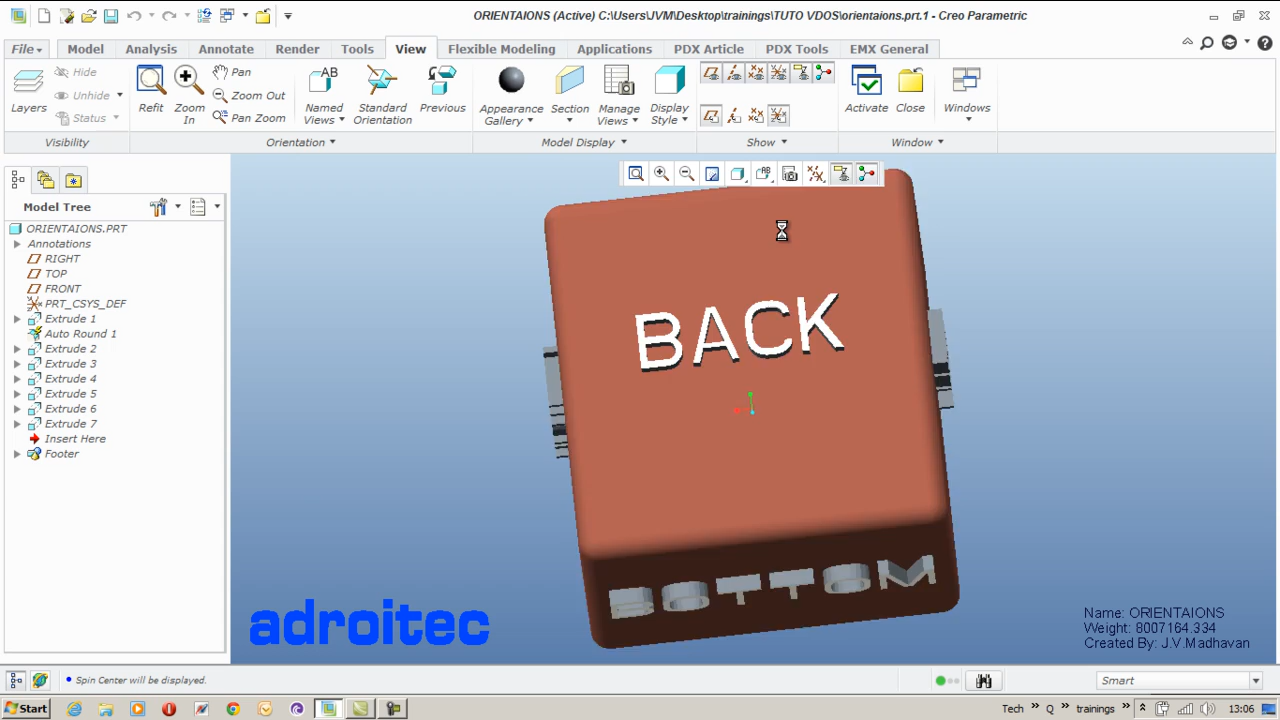 ORIENTAIONS (Active) C:\Users\JVM\Desktop\trainings\TUTO VDOS\orientaions.prt.1 - Creo Parametric
File Model Analysis Annotate Render Tools View Flexible Modeling Applications PDX Article PDX Tools EMX General
Layers
Hide
Unhide
Status
Visibility
Refit
Zoom In
Pan
Zoom Out
Pan Zoom
Named Views
Standard Orientation
Previous
Orientation
Appearance Gallery
Section
Manage Views
Display Style
Model Display
Show
Activate
Close
Windows
Window
Model Tree
ORIENTAIONS.PRT
Annotations
RIGHT
TOP
FRONT
PRT_CSYS_DEF
Extrude 1
Auto Round 1
Extrude 2
Extrude 3
Extrude 4
Extrude 5
Extrude 6
Extrude 7
Insert Here
Footer
BACK
BOTTOM
adroitec
Name: ORIENTAIONS
Weight: 8007164.334
Created By: J.V.Madhavan
• Spin Center will be displayed.
Smart
Start
Tech » Q » trainings » 13:06